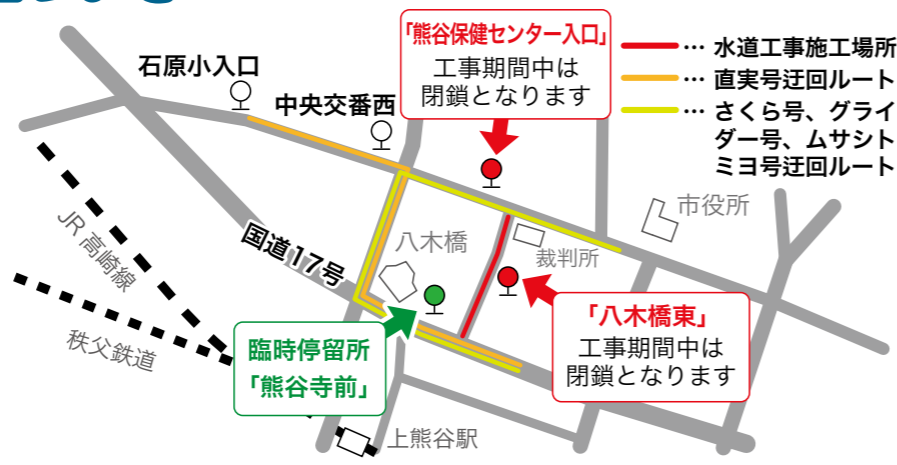 「熊谷保健センター入口」
工事期間中は
閉鎖となります
… 水道工事施工場所
… 直実号迂回ルート
… さくら号、グライ
ダー号、ムサシト
ミヨ号迂回ルート
石原小入口
中央交番西
市役所
JR高崎線
国道17号
八木橋
裁判所
秩父鉄道
臨時停留所
「熊谷寺前」
「八木橋東」
工事期間中は
閉鎖となります
上熊谷駅